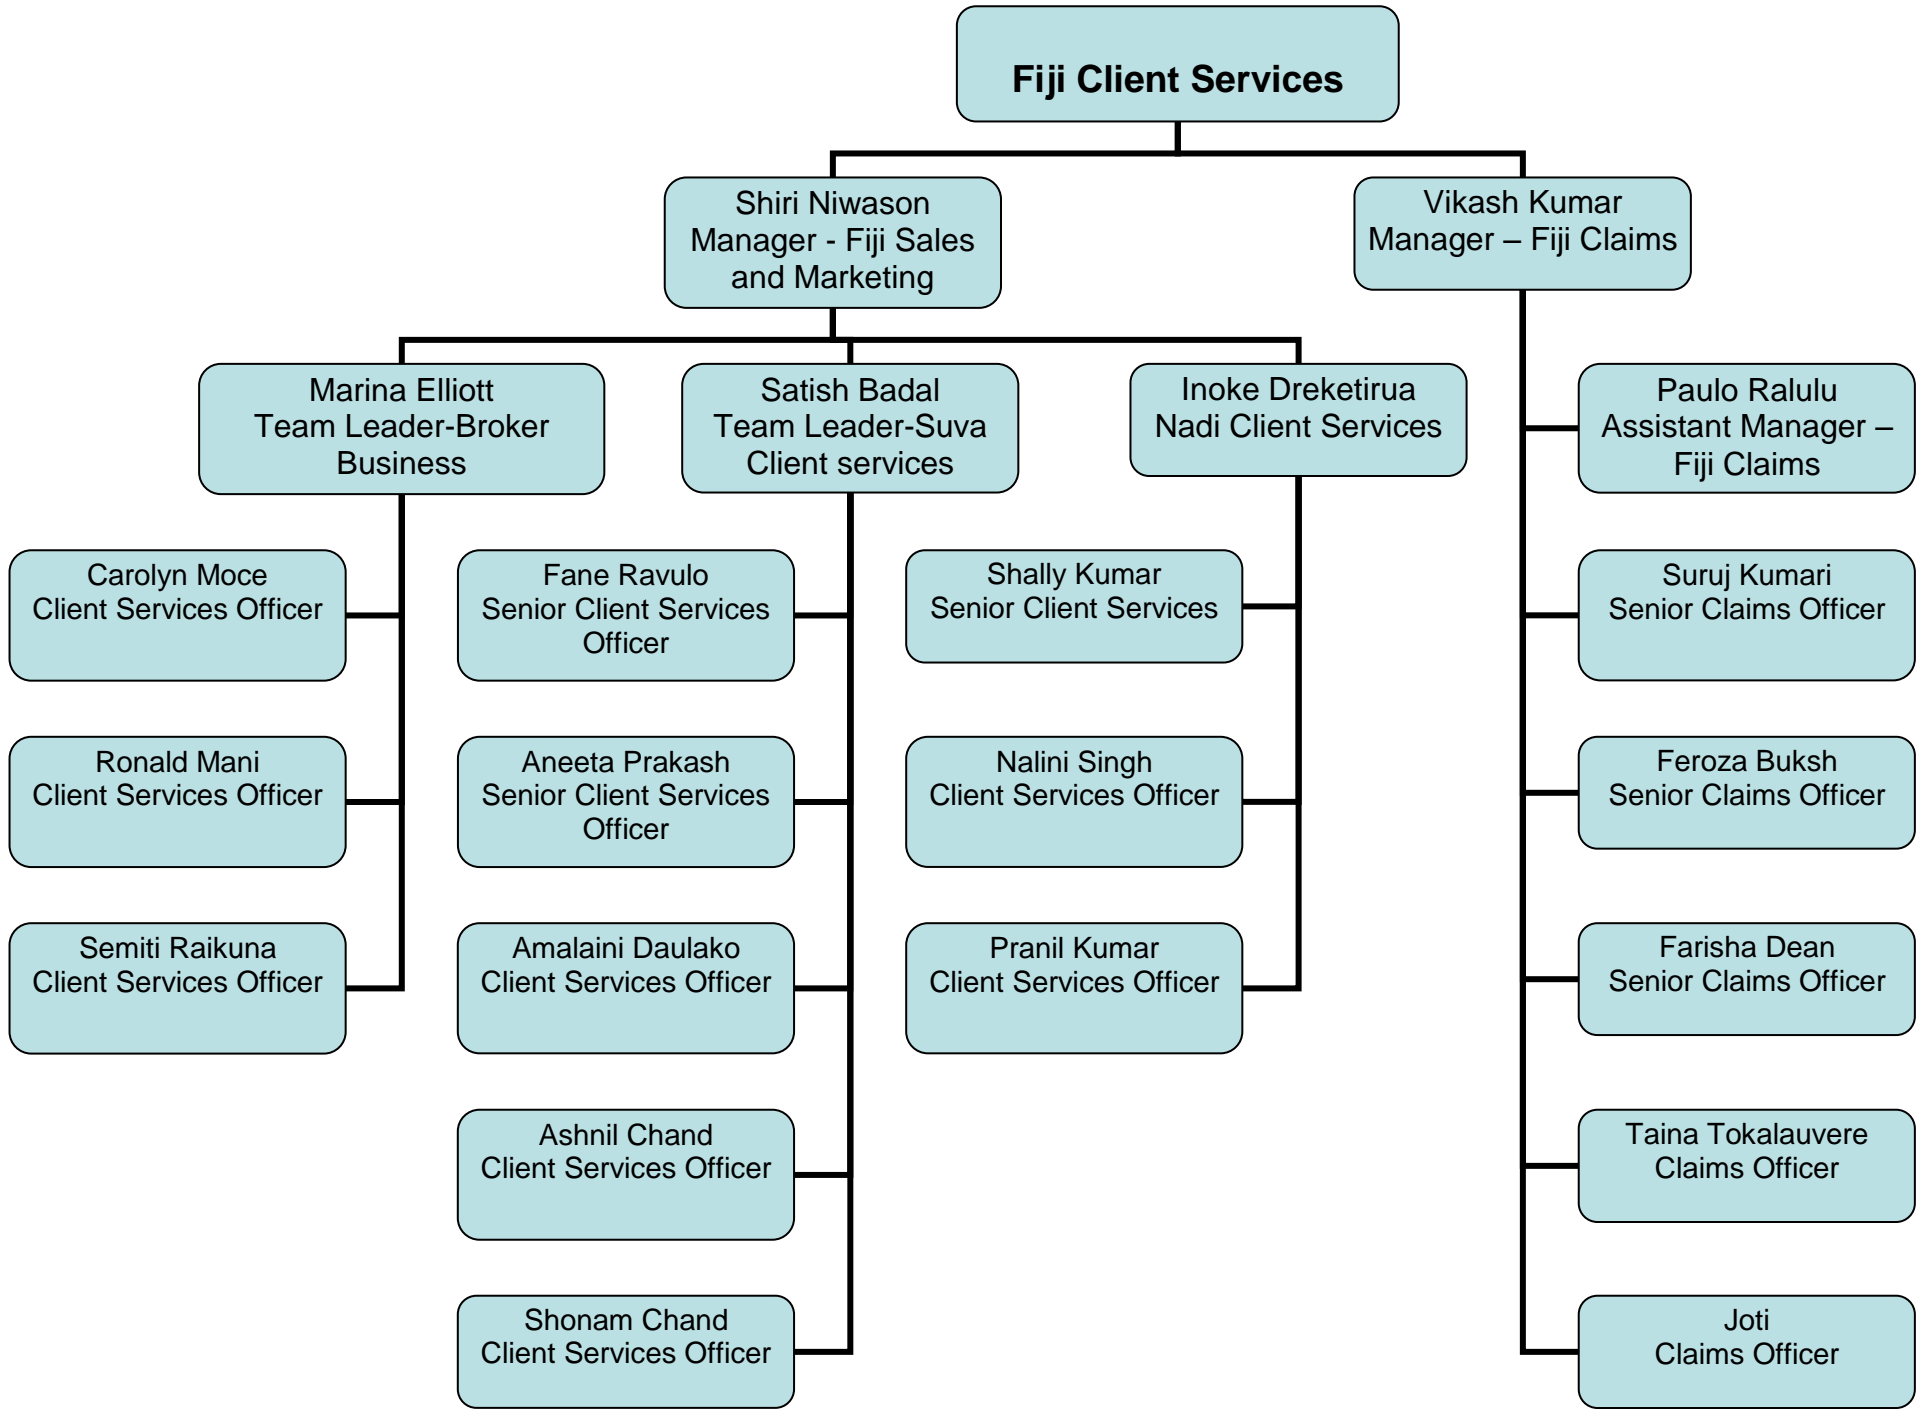 Fiji Client Services
Shiri Niwason
Manager - Fiji Sales
and Marketing
Vikash Kumar
Manager – Fiji Claims
Marina Elliott
Team Leader-Broker
Business
Satish Badal
Team Leader-Suva
Client services
Inoke Dreketirua
Nadi Client Services
Paulo Ralulu
Assistant Manager –
Fiji Claims
Carolyn Moce
Client Services Officer
Fane Ravulo
Senior Client Services
Officer
Shally Kumar
Senior Client Services
Suruj Kumari
Senior Claims Officer
Ronald Mani
Client Services Officer
Aneeta Prakash
Senior Client Services
Officer
Nalini Singh
Client Services Officer
Feroza Buksh
Senior Claims Officer
Semiti Raikuna
Client Services Officer
Amalaini Daulako
Client Services Officer
Pranil Kumar
Client Services Officer
Farisha Dean
Senior Claims Officer
Ashnil Chand
Client Services Officer
Taina Tokalauvere
Claims Officer
Shonam Chand
Client Services Officer
Joti
Claims Officer